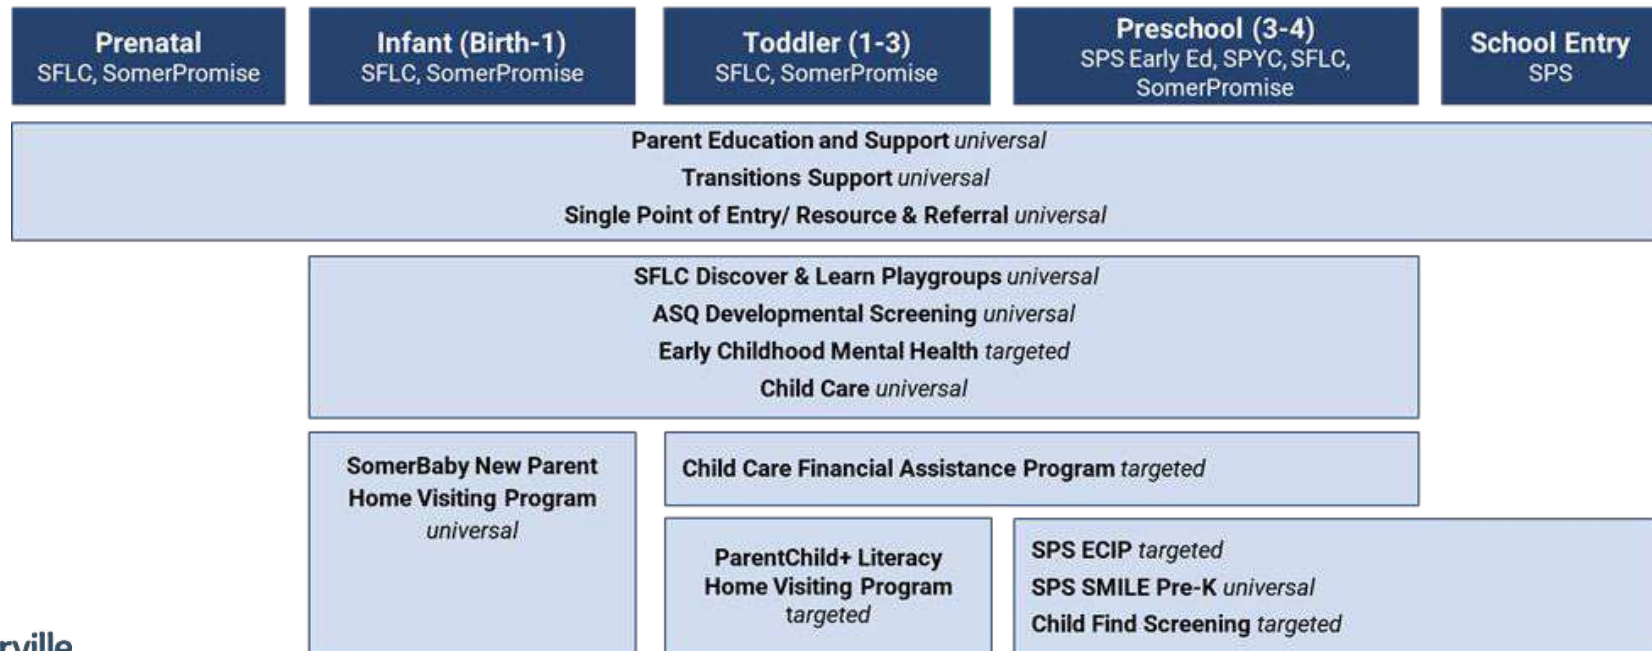 Prenatal
SFLC, SomerPromise
Infant (Birth-1)
SFLC, SomerPromise
Toddler (1-3)
SFLC, SomerPromise
Preschool (3-4)
SPS Early Ed, SPYC, SFLC,
SomerPromise
School Entry
SPS
Parent Education and Support universal
Transitions Support universal
Single Point of Entry/ Resource & Referral universal
SFLC Discover & Learn Playgroups universal
ASQ Developmental Screening universal
Early Childhood Mental Health targeted
Child Care universal
SomerBaby New Parent
Home Visiting Program
universal
Child Care Financial Assistance Program targeted
ParentChild+ Literacy
Home Visiting Program
targeted
SPS ECIP targeted
SPS SMILE Pre-K universal
Child Find Screening targeted